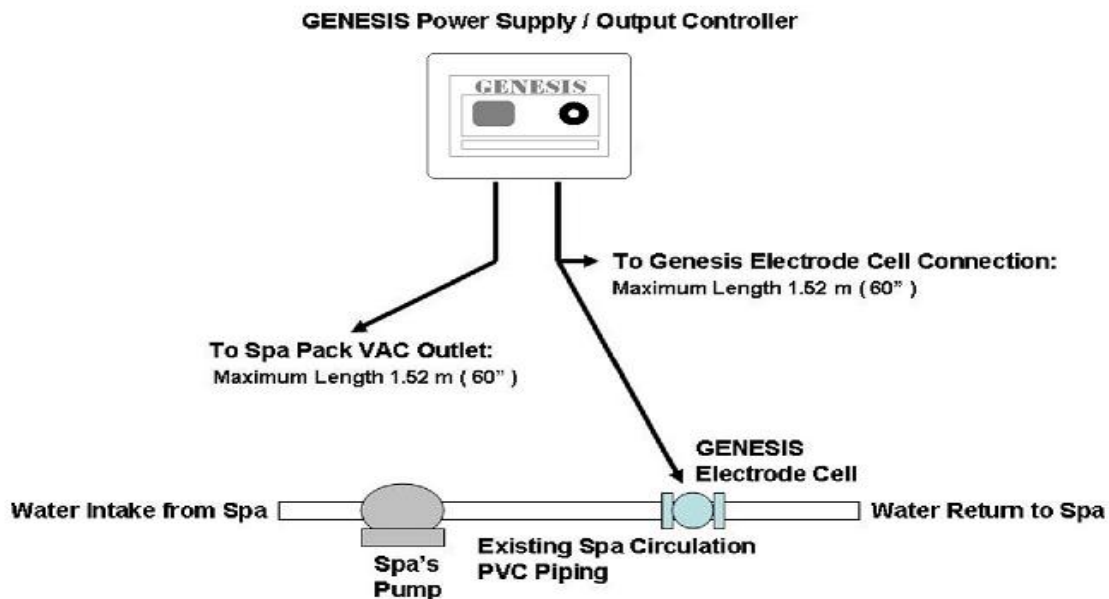 GENESIS Power Supply / Output Controller
GENESIS
To Genesis Electrode Cell Connection:
Maximum Length 1.52 m ( 60” )
To Spa Pack VAC Outlet:
Maximum Length 1.52 m ( 60” )
GENESIS
Electrode Cell
Water Intake from Spa
Water Return to Spa
Spa's
Pump
Existing Spa Circulation
PVC Piping